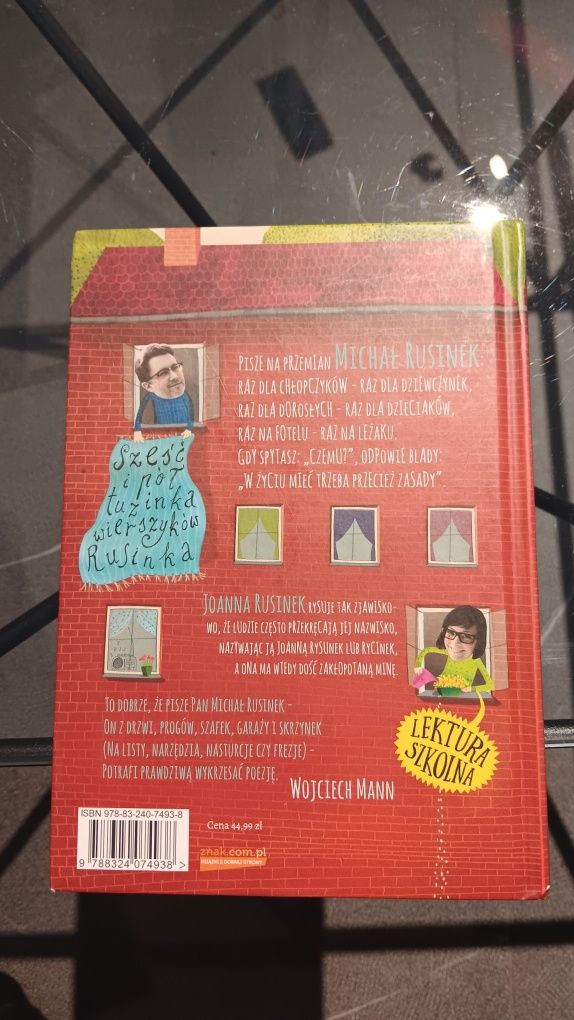 Pisze na przemian Michał Rusinek
raz dla chłopczyków – raz dla dziewczynek,
raz dla dorosłych – raz dla dzieciaków,
raz na fotelu – raz na leżaku.
Gdy spytasz: „Czemu?”, odpowie blady:
„W życiu mieć trzeba przecież zasady”.
Sześć
i pół
tuzinka
wierszyków
Rusinka
Joanna Rusinek rysuje tak zjawisko-
wo, że ludzie często przekręcają jej nazwisko,
nazywając ją Joanną Rysunek lub Rycinek,
a ona ma wtedy dość zakłopotaną minę.
To dobrze, że pisze Pan Michał Rusinek –
On z drzwi, progów, szafek, garaży i skrzynek
(Na listy, narzędzia, nasturcje czy frezje) –
Potrafi prawdziwą wykrzesać poezję.
Wojciech Mann
LEKTURA
SZKOLNA
ISBN 978-83-240-7493-8
9 788324 074938 >
Cena 44,99 zł
znak.com.pl
KSIĄŻKI Z DOBREJ STRONY